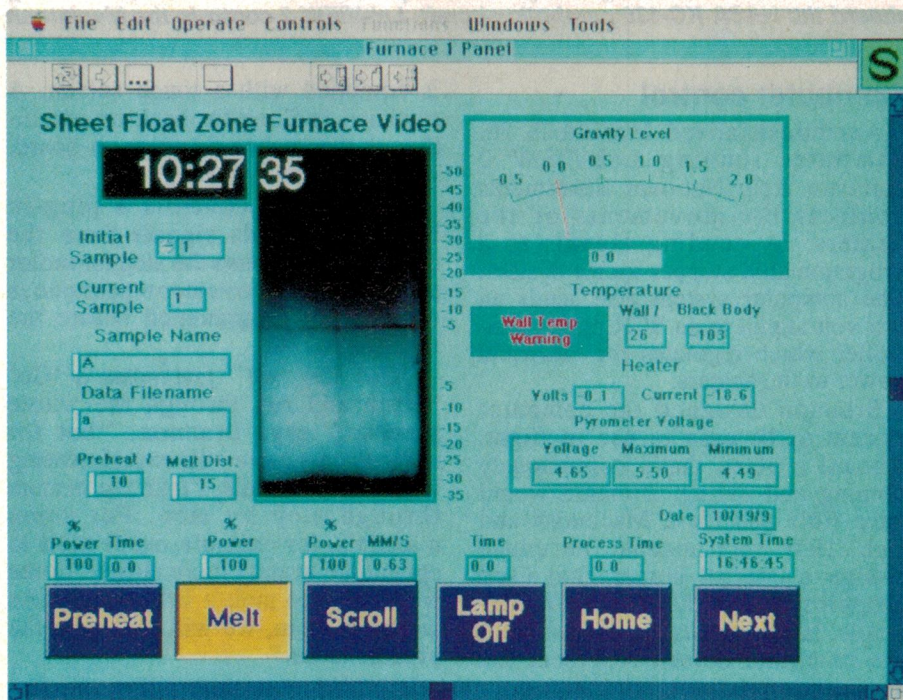 File Edit Operate Controls Functions Windows Tools
Furnace 1 Panel
S
Sheet Float Zone Furnace Video
10:27 35
Initial
Sample
1
Current
Sample
1
Sample Name
A
Data Filename
a
Preheat /
Melt Dist.
10
15
-50
-45
-40
-35
-30
-25
-20
15
-10
-5
-5
-10
-15
-20
-25
-30
35
Gravity Level
-0.5 0.0 0.5 1.0 1.5 2.0
0.0
Temperature
Wall Temp
Warning
Wall / Black Body
26 -103
Heater
Volts 0.1 Current -18.6
Pyrometer Voltage
Voltage Maximum Minimum
4.65 5.50 4.49
Date 10/19/9
System Time
16:46:45
%
Power Time
100 0.0
%
Power
100
%
Power MM/S
100 0.63
Time
0.0
Process Time
0.0
Preheat
Melt
Scroll
Lamp
Off
Home
Next